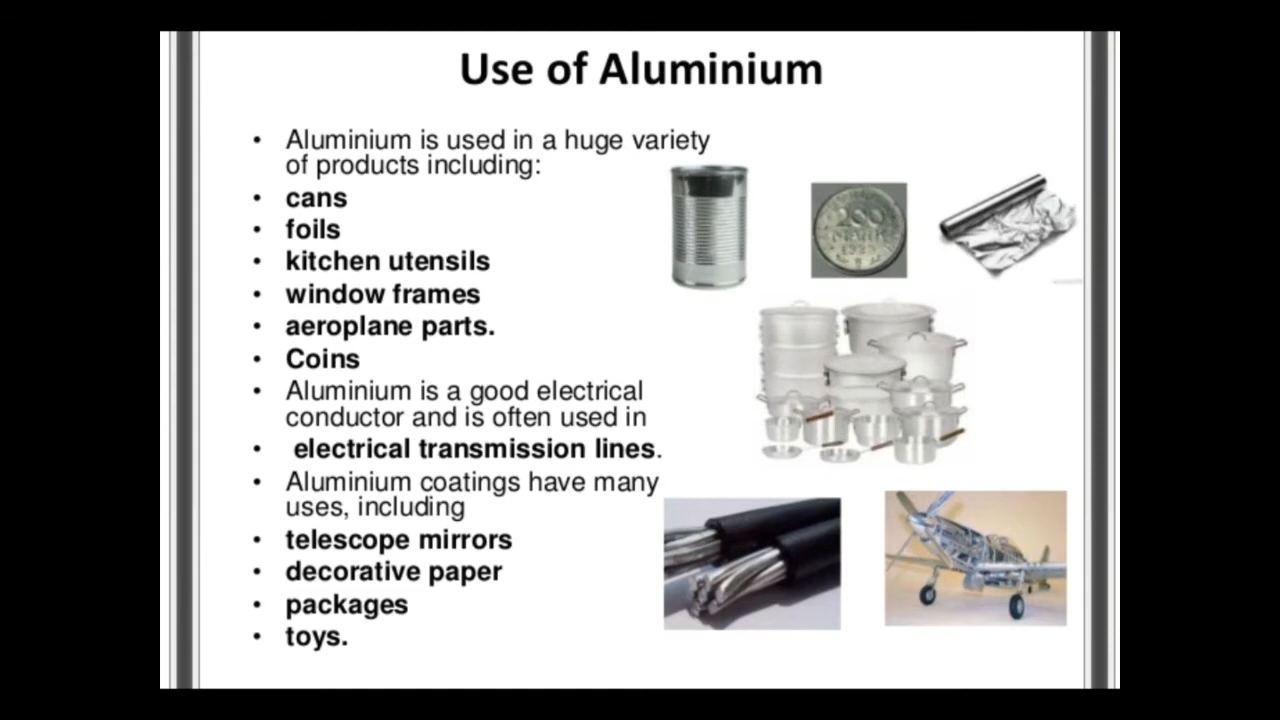 Use of Aluminium
• Aluminium is used in a huge variety
of products including:
• cans
• foils
• kitchen utensils
• window frames
• aeroplane parts.
• Coins
• Aluminium is a good electrical
conductor and is often used in
• electrical transmission lines.
• Aluminium coatings have many
uses, including
• telescope mirrors
• decorative paper
• packages
• toys.
200
MARK